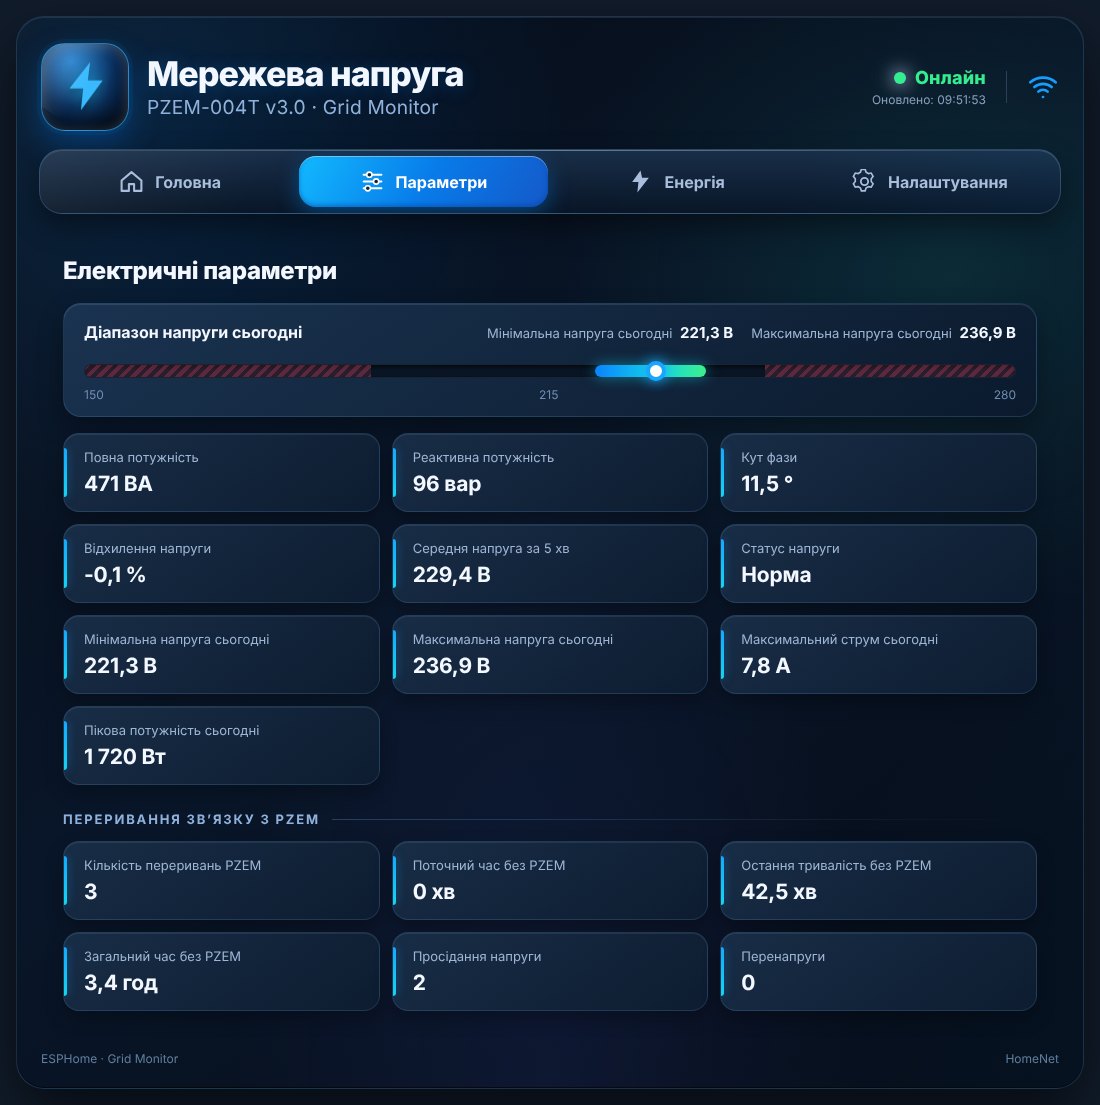 Мережева напруга
PZEM-004T v3.0 · Grid Monitor
Онлайн
Оновлено: 09:51:53
Головна
Параметри
Енергія
Налаштування
Електричні параметри
Діапазон напруги сьогодні
Мінімальна напруга сьогодні 221,3 В
Максимальна напруга сьогодні 236,9 В
150
215
280
Повна потужність
471 ВА
Реактивна потужність
96 вар
Кут фази
11,5 °
Відхилення напруги
-0,1 %
Середня напруга за 5 хв
229,4 В
Статус напруги
Норма
Мінімальна напруга сьогодні
221,3 В
Максимальна напруга сьогодні
236,9 В
Максимальний струм сьогодні
7,8 А
Пікова потужність сьогодні
1 720 Вт
ПЕРЕРИВАННЯ ЗВ’ЯЗКУ З PZEM
Кількість переривань PZEM
3
Поточний час без PZEM
0 хв
Остання тривалість без PZEM
42,5 хв
Загальний час без PZEM
3,4 год
Просідання напруги
2
Перенапруги
0
ESPHome · Grid Monitor
HomeNet